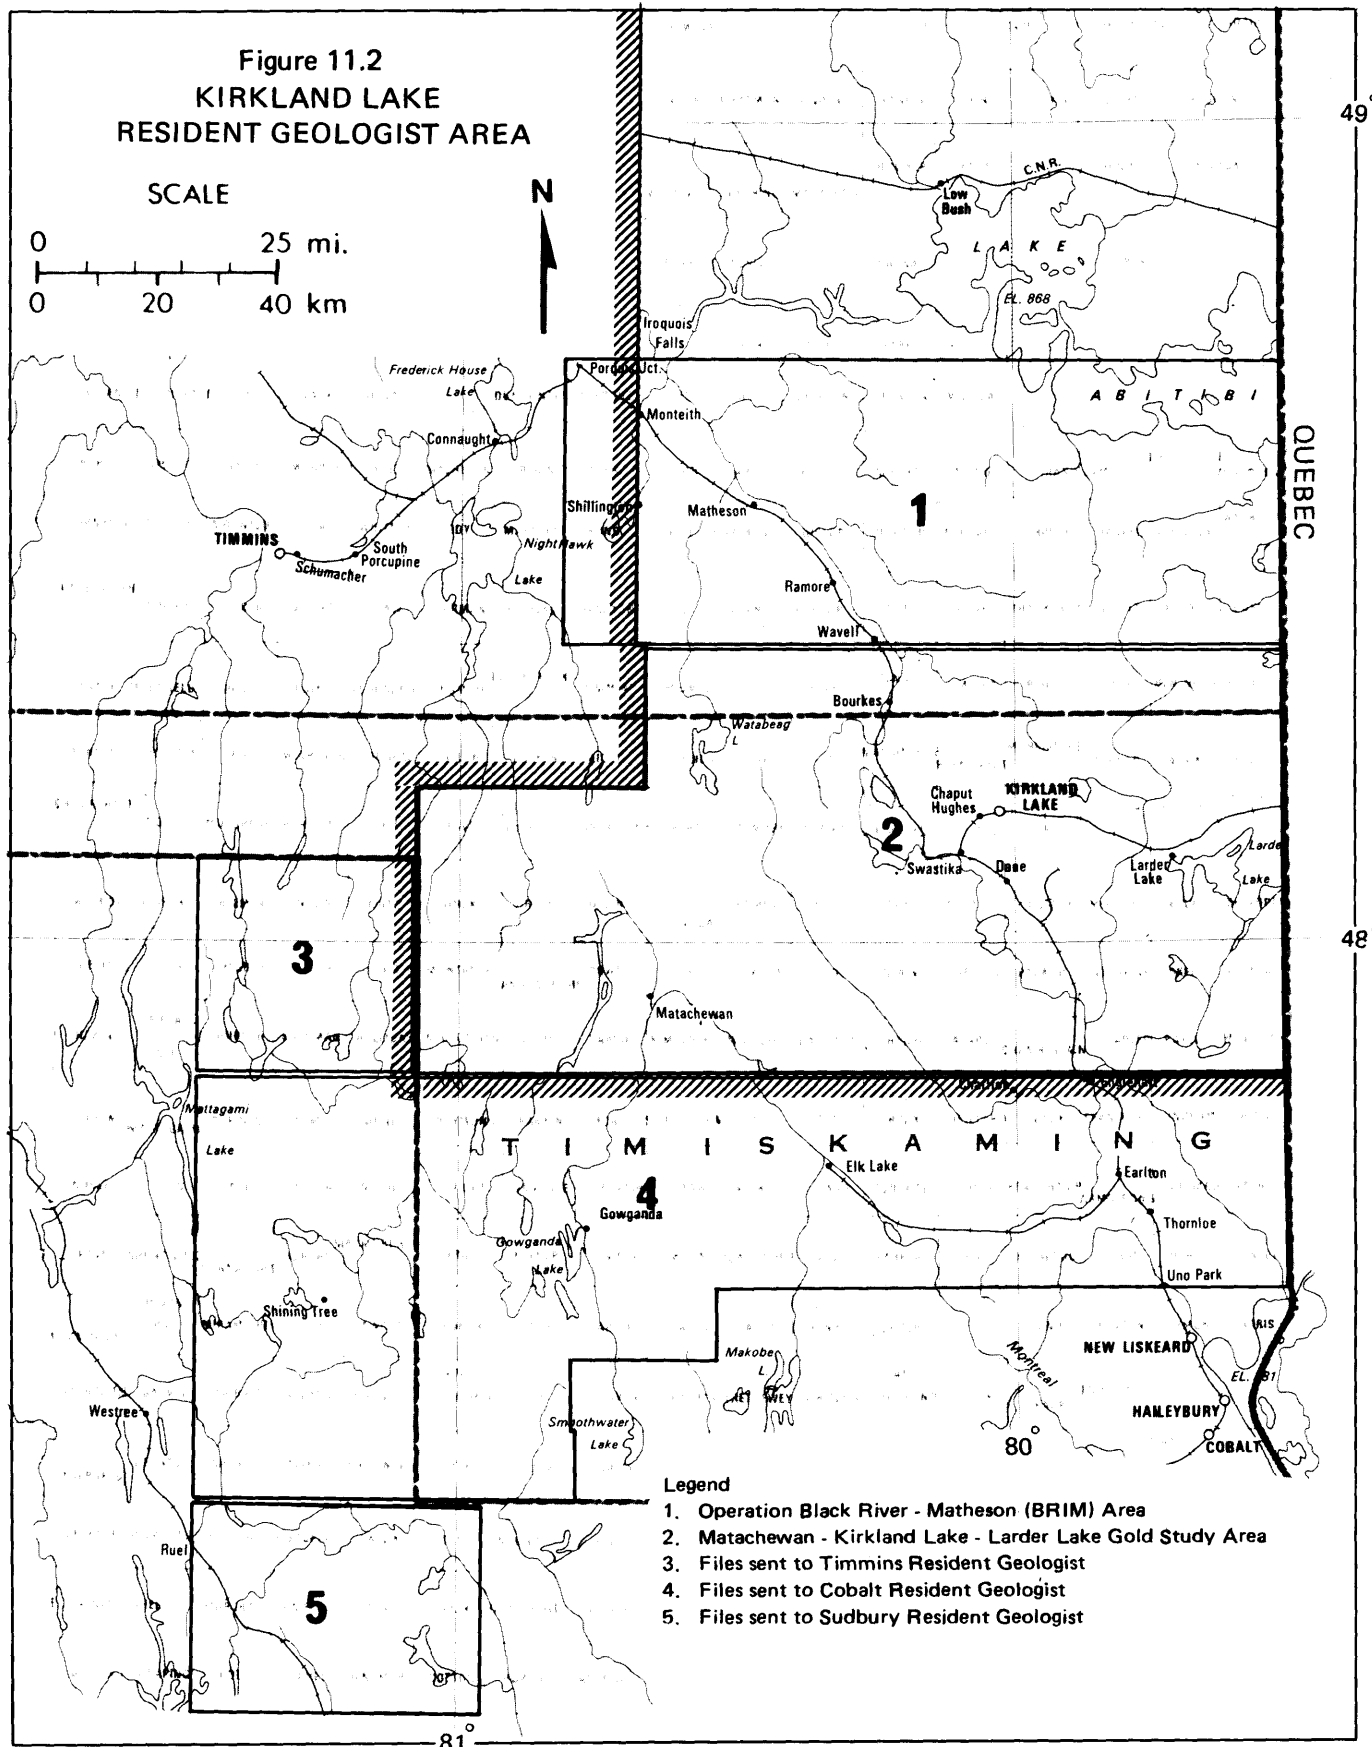 Figure 11.2
KIRKLAND LAKE
RESIDENT GEOLOGIST AREA
SCALE
0 25 mi.
0 20 40 km
N
49°
C.N.R.
Low
Bush
LAKE
EL. 868
Iroquois
Falls
Frederick House
Lake
Jct.
ABITIBI
Monteith
Connaught
QUEBEC
1
Shillington
Matheson
TIMMINS
South
Porcupine
Schumacher
Night Hawk
Lake
Ramore
Wavell
Bourkes
Watabeag
L
Chaput
Hughes
KIRKLAND
LAKE
2
Swastika
Dane
Larder
Lake
Larde
Lake
3
48
Matachewan
Mattagami
Lake
TIMISKAMING
Elk Lake
Earlton
4
Gowganda
Thornloe
Gowganda
Lake
Uno Park
Shining Tree
NEW LISKEARD
Makobe
L
Montreal
EL.
Westree
HAILEYBURY
Smoothwater
Lake
80°
COBALT
Legend
1. Operation Black River - Matheson (BRIM) Area
2. Matachewan - Kirkland Lake - Larder Lake Gold Study Area
3. Files sent to Timmins Resident Geologist
4. Files sent to Cobalt Resident Geologist
5. Files sent to Sudbury Resident Geologist
Ruel
5
81°